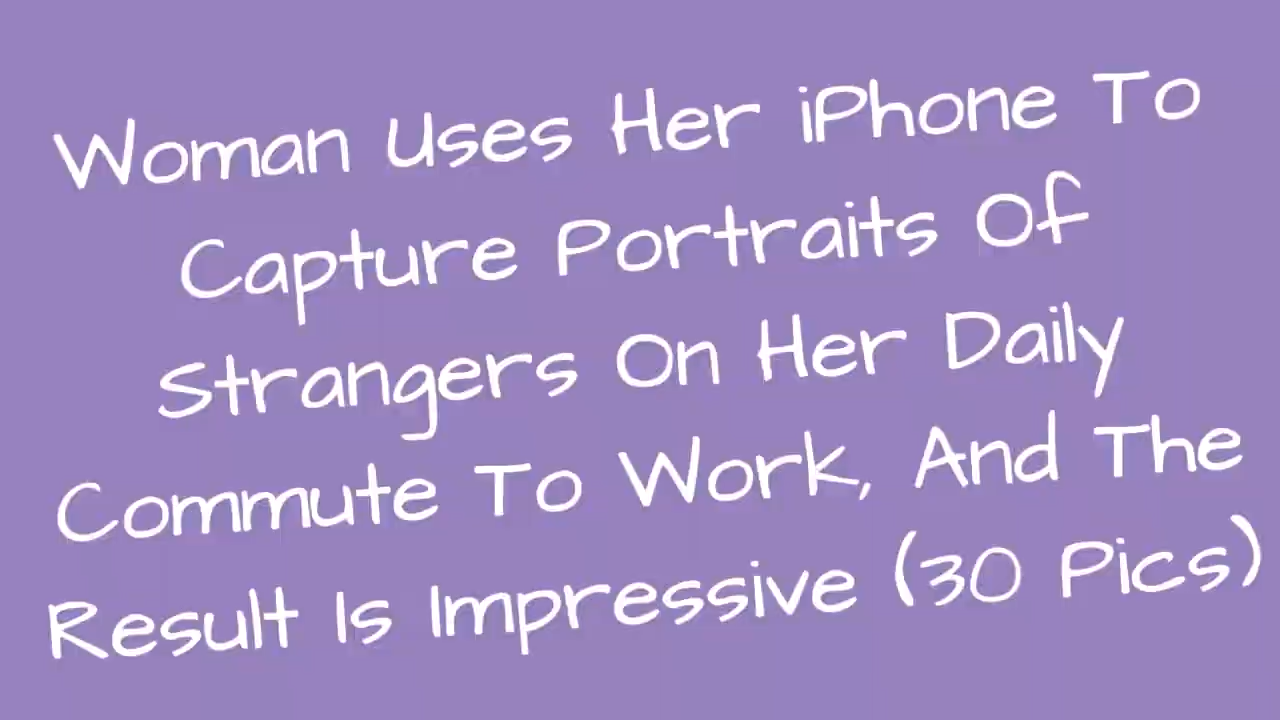 Woman Uses Her iPhone To
Capture Portraits Of
Strangers On Her Daily
Commute To Work, And The
Result Is Impressive (30 Pics)